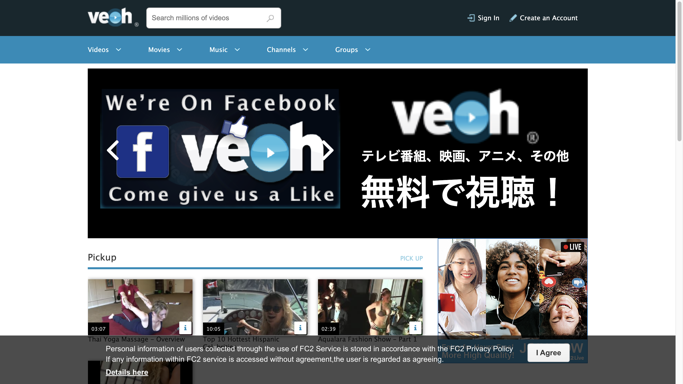 veoh
Search millions of videos
Sign In
Create an Account
Videos
Movies
Music
Channels
Groups
We're On Facebook
f veoh
Come give us a Like
veoh
テレビ番組、映画、アニメ、その他
無料で視聴！
Pickup
PICK UP
LIVE
03:07
10:05
02:39
Thai Yoga Massage - Overview
Top 10 Hottest Hispanic
Aqualara Fashion Show - Part 1
More High Quality!
Personal information of users collected through the use of FC2 Service is stored in accordance with the FC2 Privacy Policy
If any information within FC2 service is accessed without agreement,the user is regarded as agreeing.
I Agree
Details here